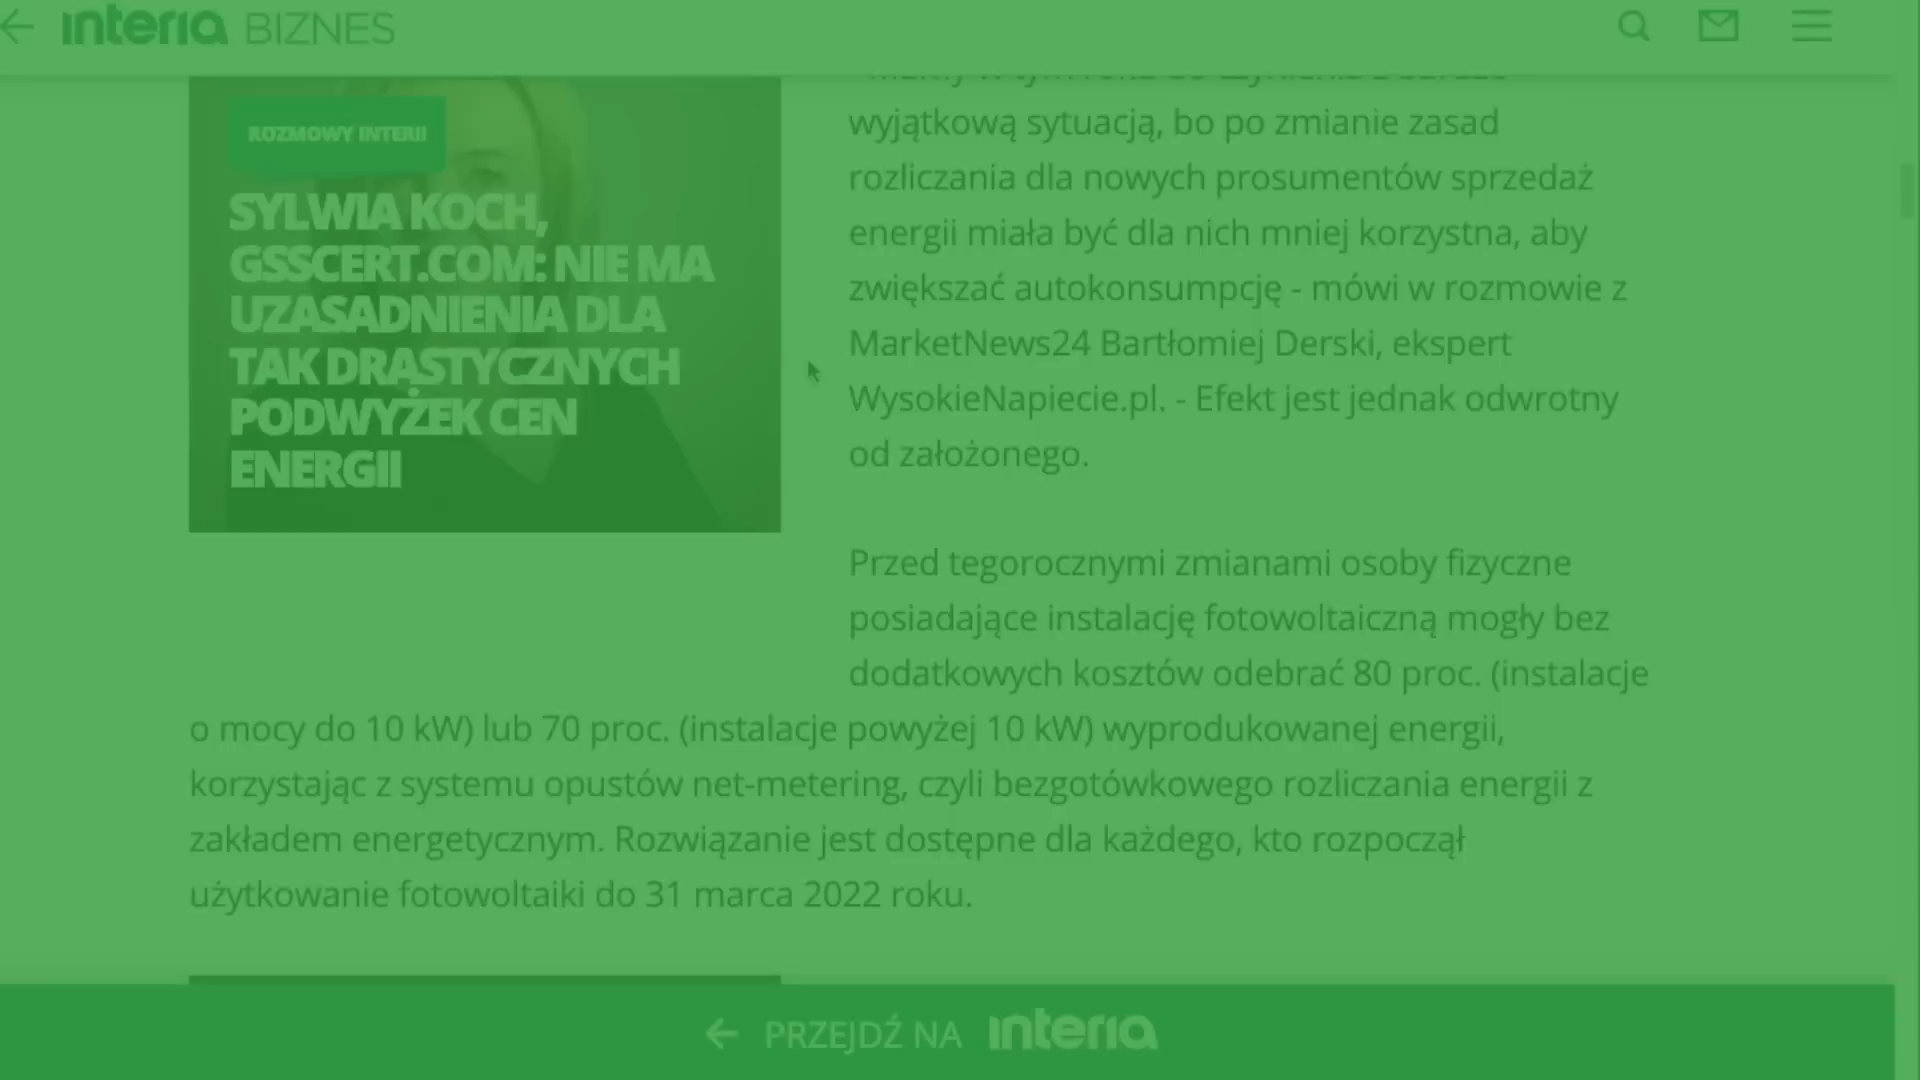 interia BIZNES
ROZMOWY INTERII
SYLWIA KOCH,
GSSCERT.COM: NIE MA
UZASADNIENIA DLA
TAK DRASTYCZNYCH
PODWYŻEK CEN
ENERGII
wyjątkową sytuacją, bo po zmianie zasad
rozliczania dla nowych prosumentów sprzedaż
energii miała być dla nich mniej korzystna, aby
zwiększać autokonsumpcję - mówi w rozmowie z
MarketNews24 Bartłomiej Derski, ekspert
WysokieNapiecie.pl. - Efekt jest jednak odwrotny
od założonego.
Przed tegorocznymi zmianami osoby fizyczne
posiadające instalację fotowoltaiczną mogły bez
dodatkowych kosztów odebrać 80 proc. (instalacje
o mocy do 10 kW) lub 70 proc. (instalacje powyżej 10 kW) wyprodukowanej energii,
korzystając z systemu opustów net-metering, czyli bezgotówkowego rozliczania energii z
zakładem energetycznym. Rozwiązanie jest dostępne dla każdego, kto rozpoczął
użytkowanie fotowoltaiki do 31 marca 2022 roku.
PRZEJDŹ NA interia